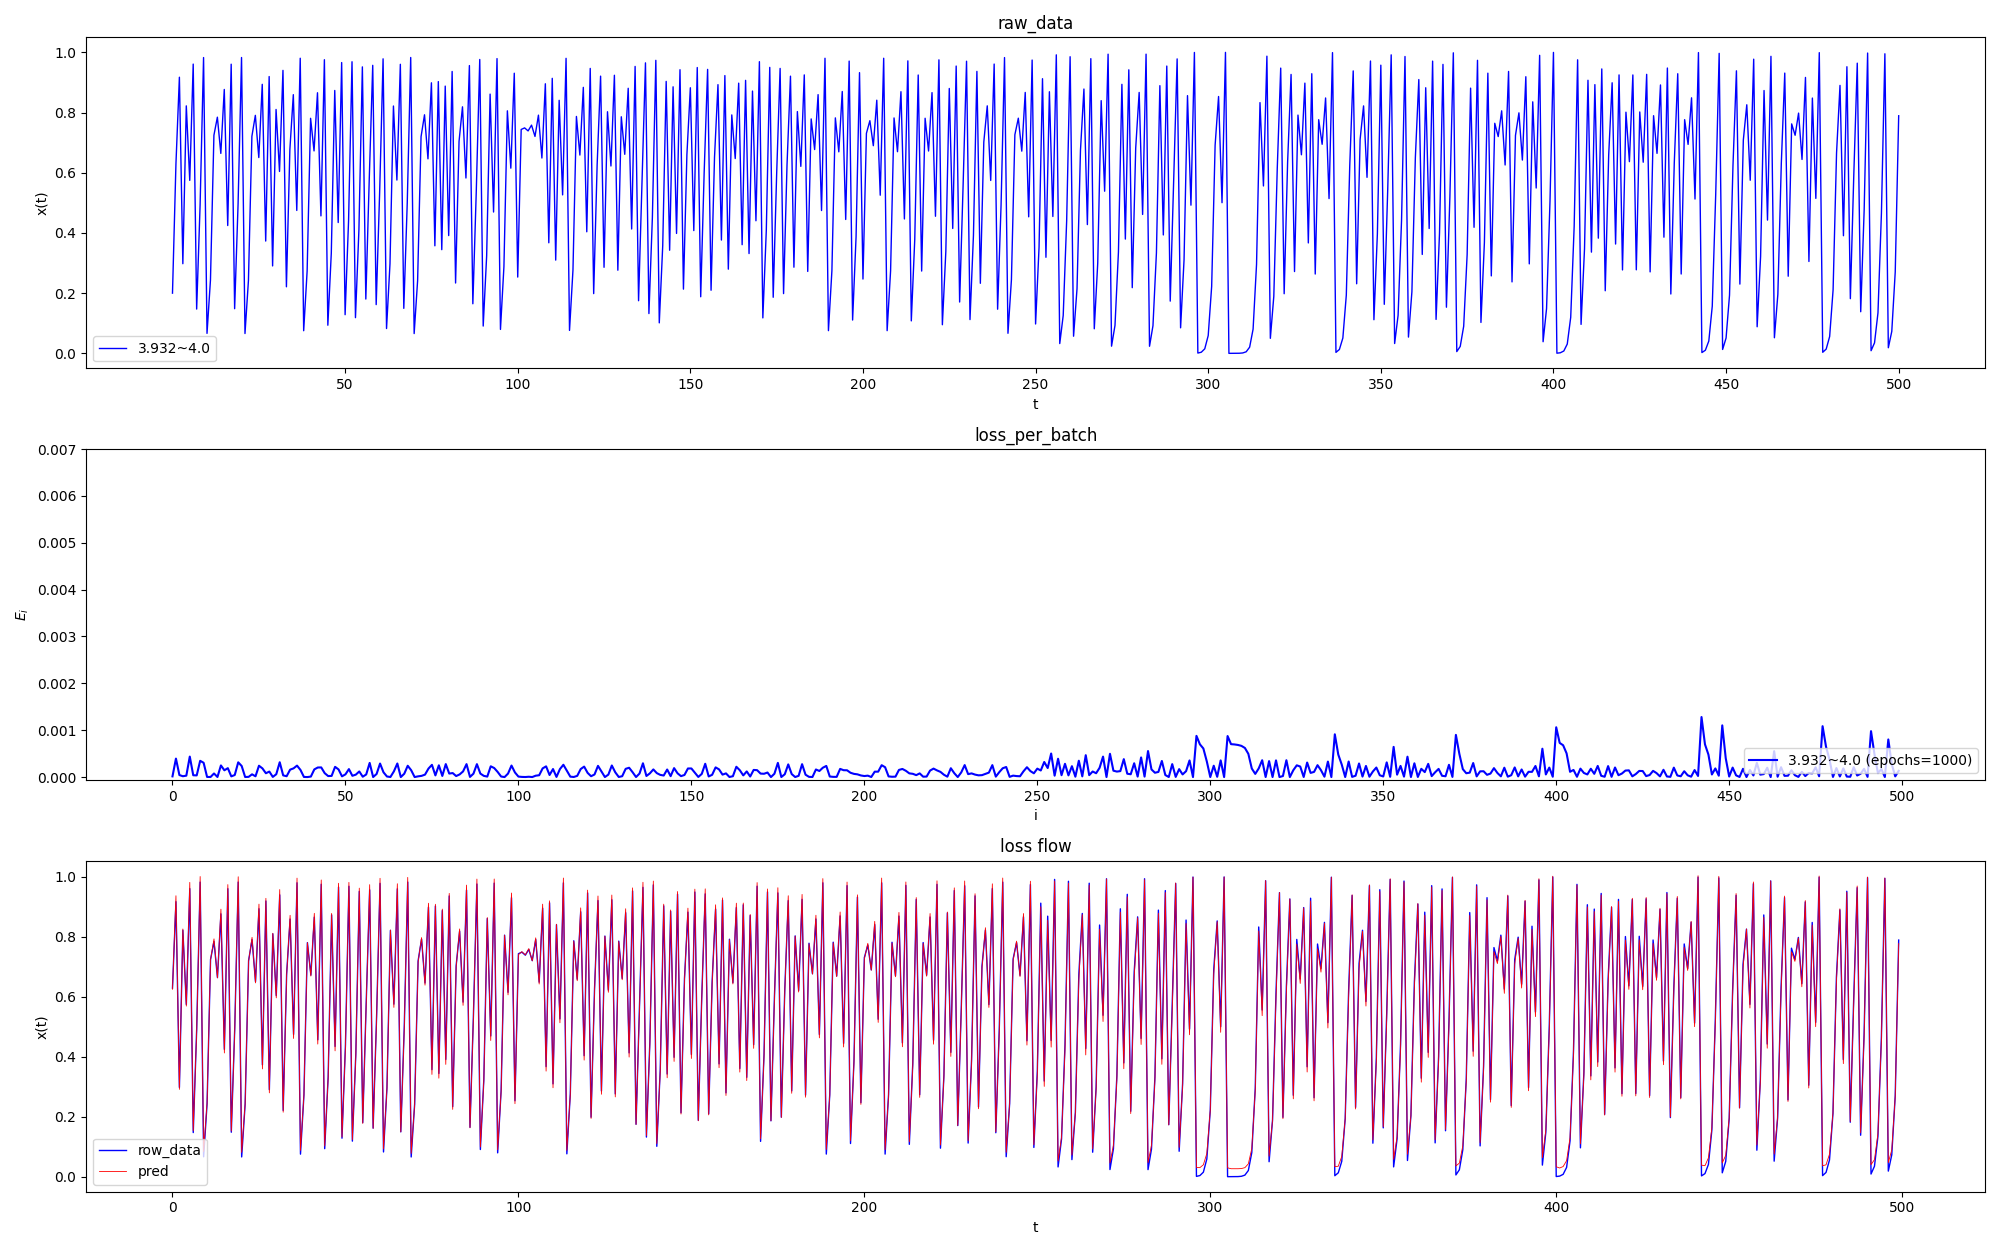 raw_data
1.0
0.8
0.6
0.4
0.2
0.0
x(t)
3.932~4.0
50 100 150 200 250 300 350 400 450 500
t
loss_per_batch
0.007
0.006
0.005
0.004
0.003
0.002
0.001
0.000
E_i
3.932~4.0 (epochs=1000)
0 50 100 150 200 250 300 350 400 450 500
i
loss flow
1.0
0.8
0.6
0.4
0.2
0.0
x(t)
row_data
pred
0 100 200 300 400 500
t